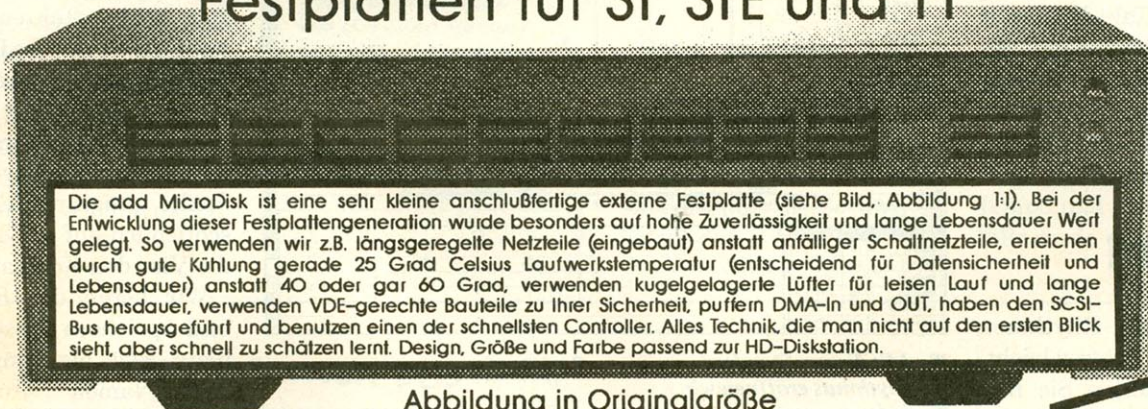 Festplatten für ST, STE und TT
Die ddd MicroDisk ist eine sehr kleine anschlußfertige externe Festplatte (siehe Bild, Abbildung 1:1). Bei der
Entwicklung dieser Festplattengeneration wurde besonders auf hohe Zuverlässigkeit und lange Lebensdauer Wert
gelegt. So verwenden wir z.B. längsgeregelte Netzteile (eingebaut) anstatt anfälliger Schaltnetzteile, erreichen
durch gute Kühlung gerade 25 Grad Celsius Laufwerkstemperatur (entscheidend für Datensicherheit und
Lebensdauer) anstatt 40 oder gar 60 Grad, verwenden kugelgelagerte Lüfter für leisen Lauf und lange
Lebensdauer, verwenden VDE-gerechte Bauteile zu Ihrer Sicherheit, puffern DMA-In und OUT, haben den SCSI-
Bus herausgeführt und benutzen einen der schnellsten Controller. Alles Technik, die man nicht auf den ersten Blick
sieht, aber schnell zu schätzen lernt. Design, Größe und Farbe passend zur HD-Diskstation.
Abbildung in Originalgröße